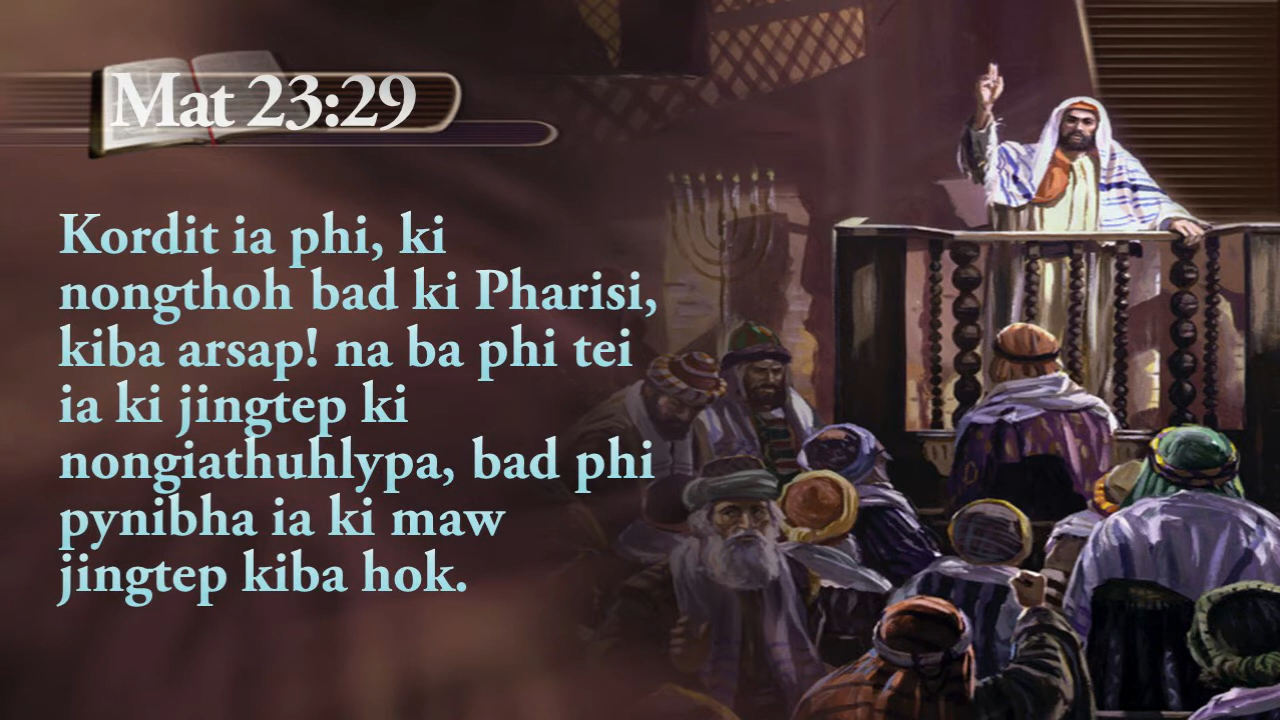 Mat 23:29
Kordit ia phi, ki
nongthoh bad ki Pharisi,
kiba arsap! na ba phi tei
ia ki jingtep ki
nongiathuhlypa, bad phi
pynibha ia ki maw
jingtep kiba hok.